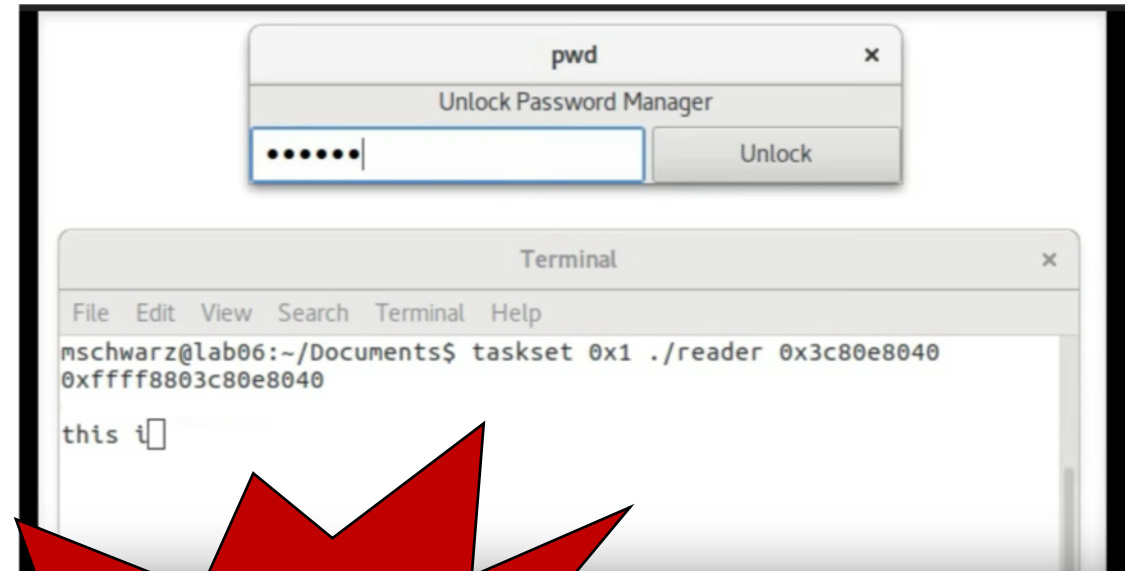 pwd ×
Unlock Password Manager
•••••• Unlock
Terminal ×
File Edit View Search Terminal Help
mschwarz@lab06:~/Documents$ taskset 0x1 ./reader 0x3c80e8040
0xffff8803c80e8040
this i